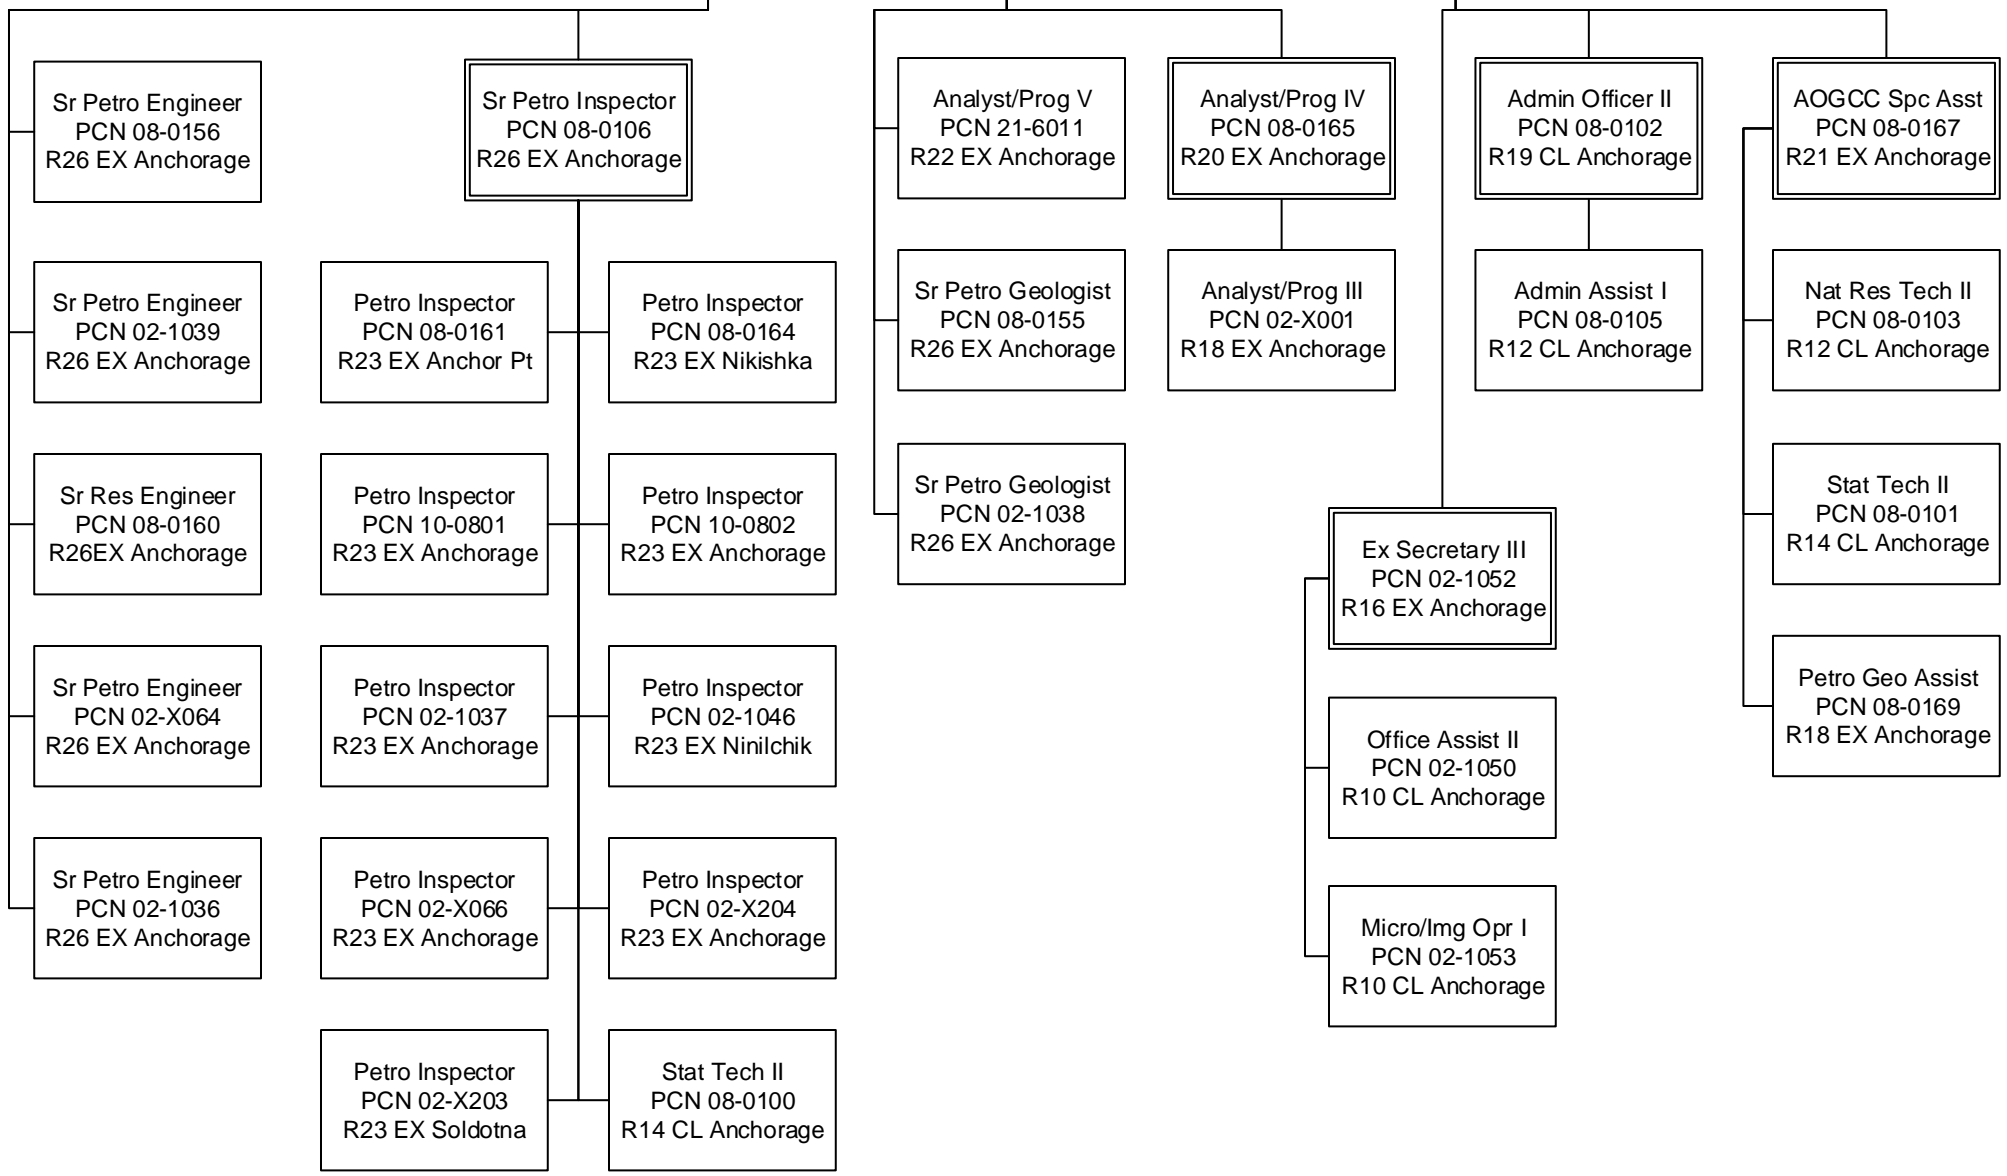 Sr Petro Engineer
PCN 08-0156
R26 EX Anchorage
Sr Petro Engineer
PCN 02-1039
R26 EX Anchorage
Sr Res Engineer
PCN 08-0160
R26EX Anchorage
Sr Petro Engineer
PCN 02-X064
R26 EX Anchorage
Sr Petro Engineer
PCN 02-1036
R26 EX Anchorage
Sr Petro Inspector
PCN 08-0106
R26 EX Anchorage
Petro Inspector
PCN 08-0161
R23 EX Anchor Pt
Petro Inspector
PCN 08-0164
R23 EX Nikishka
Petro Inspector
PCN 10-0801
R23 EX Anchorage
Petro Inspector
PCN 10-0802
R23 EX Anchorage
Petro Inspector
PCN 02-1037
R23 EX Anchorage
Petro Inspector
PCN 02-1046
R23 EX Ninilchik
Petro Inspector
PCN 02-X066
R23 EX Anchorage
Petro Inspector
PCN 02-X204
R23 EX Anchorage
Petro Inspector
PCN 02-X203
R23 EX Soldotna
Stat Tech II
PCN 08-0100
R14 CL Anchorage
Analyst/Prog V
PCN 21-6011
R22 EX Anchorage
Sr Petro Geologist
PCN 08-0155
R26 EX Anchorage
Sr Petro Geologist
PCN 02-1038
R26 EX Anchorage
Analyst/Prog IV
PCN 08-0165
R20 EX Anchorage
Analyst/Prog III
PCN 02-X001
R18 EX Anchorage
Admin Officer II
PCN 08-0102
R19 CL Anchorage
Admin Assist I
PCN 08-0105
R12 CL Anchorage
Ex Secretary III
PCN 02-1052
R16 EX Anchorage
Office Assist II
PCN 02-1050
R10 CL Anchorage
Micro/Img Opr I
PCN 02-1053
R10 CL Anchorage
AOGCC Spc Asst
PCN 08-0167
R21 EX Anchorage
Nat Res Tech II
PCN 08-0103
R12 CL Anchorage
Stat Tech II
PCN 08-0101
R14 CL Anchorage
Petro Geo Assist
PCN 08-0169
R18 EX Anchorage